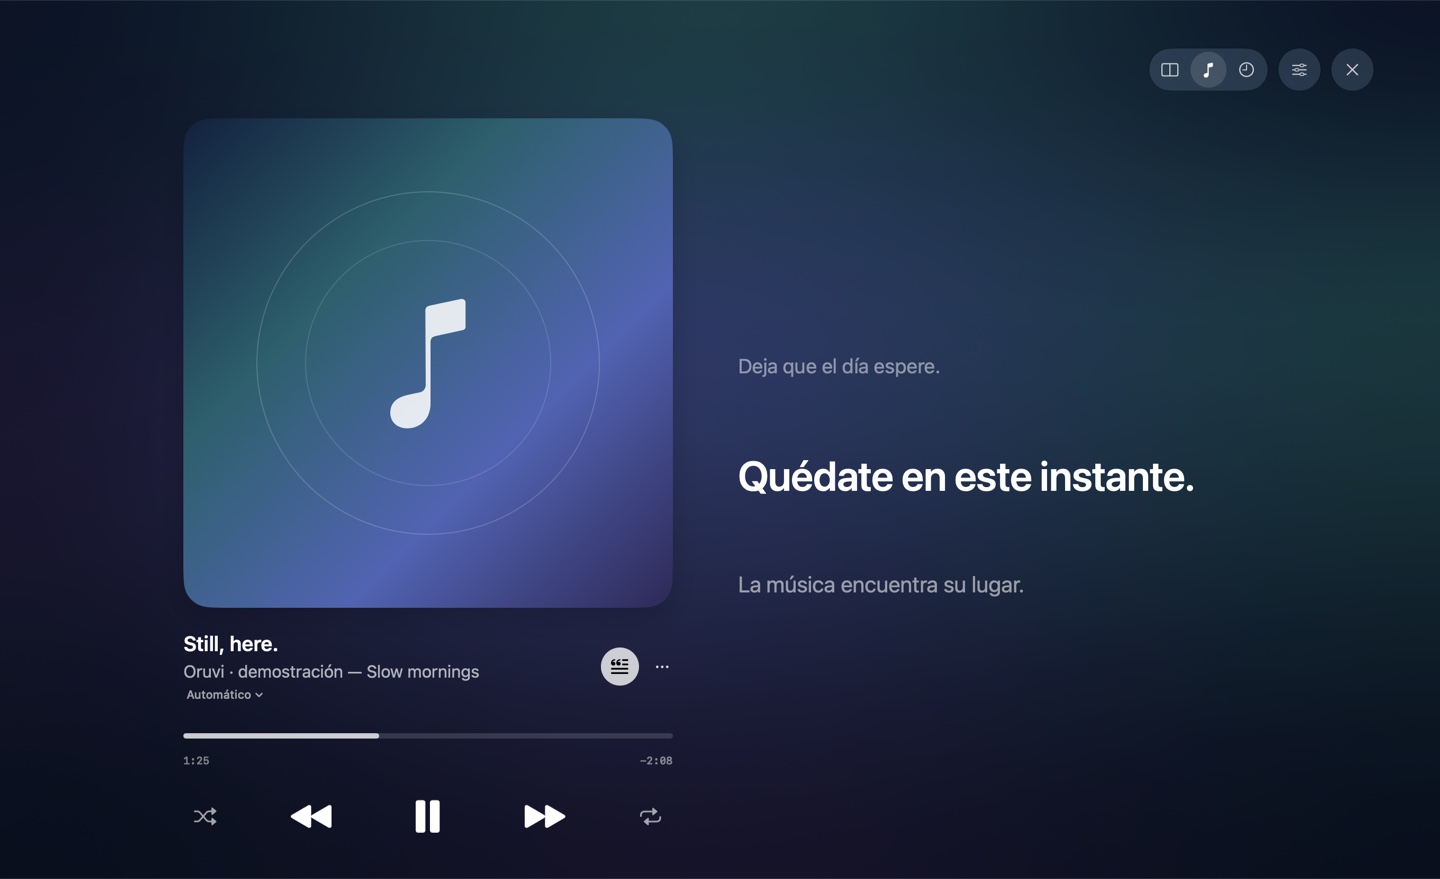 Deja que el día espere.
Quédate en este instante.
La música encuentra su lugar.
Still, here.
Oruvi · demostración — Slow mornings
Automático
1:25
−2:08